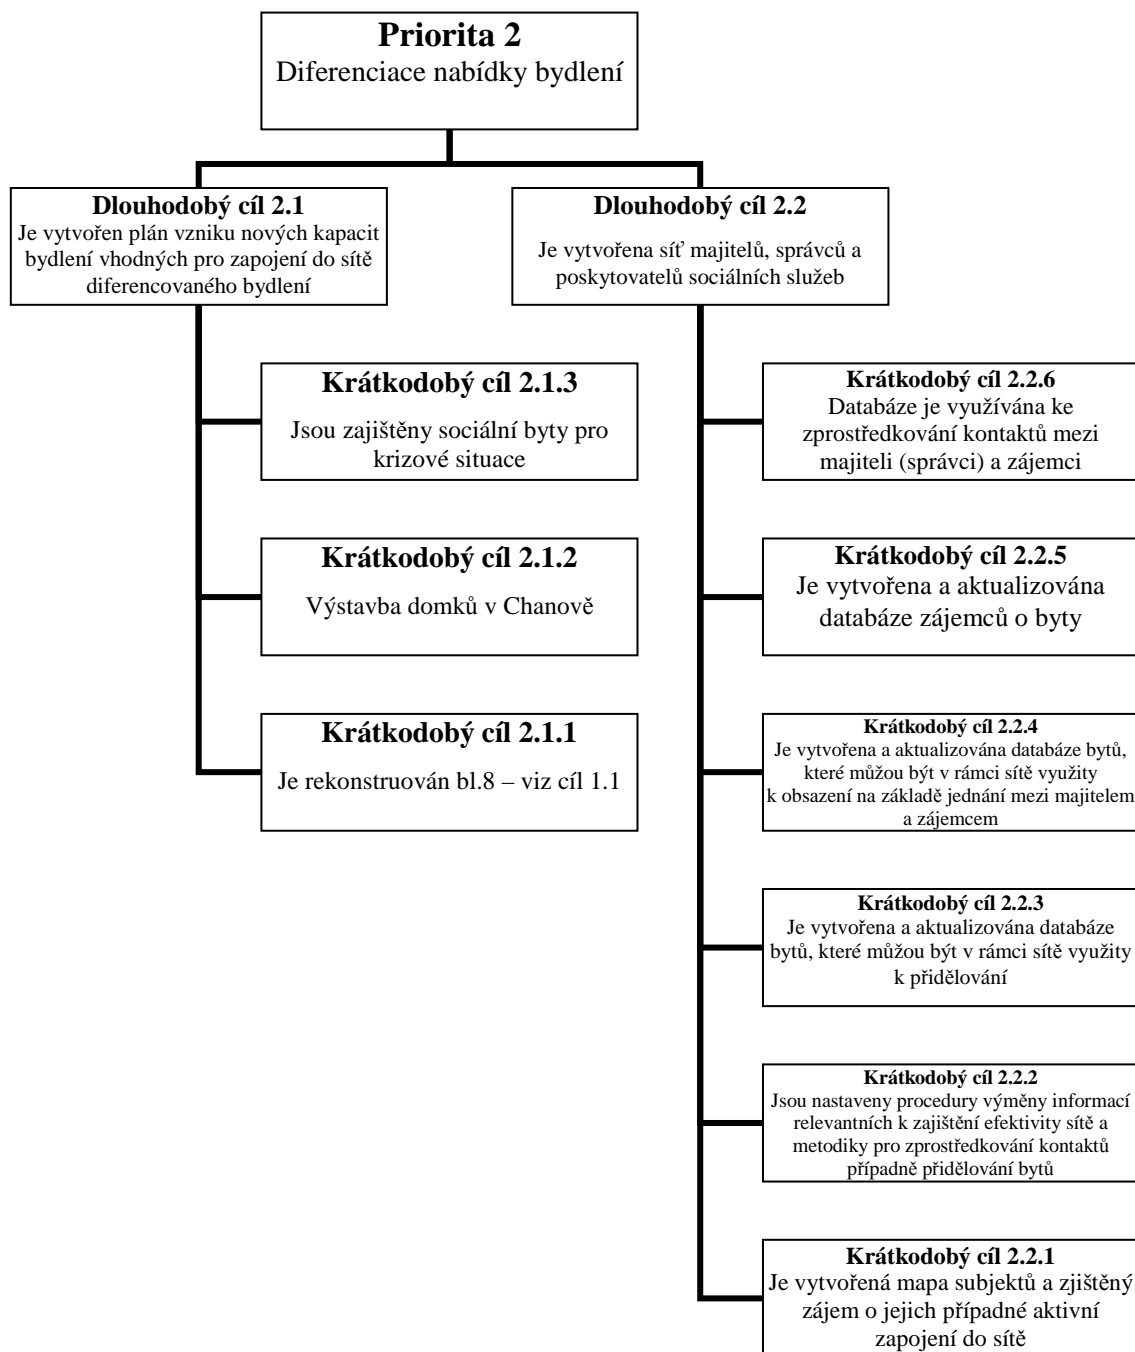 Priorita 2
Diferenciace nabídky bydlení
Dlouhodobý cíl 2.1
Je vytvořen plán vzniku nových kapacit
bydlení vhodných pro zapojení do sítě
diferencovaného bydlení
Krátkodobý cíl 2.1.3
Jsou zajištěny sociální byty pro
krizové situace
Krátkodobý cíl 2.1.2
Výstavba domků v Chanově
Krátkodobý cíl 2.1.1
Je rekonstruován bl.8 – viz cíl 1.1
Dlouhodobý cíl 2.2
Je vytvořena síť majitelů, správců a
poskytovatelů sociálních služeb
Krátkodobý cíl 2.2.6
Databáze je využívána ke
zprostředkování kontaktů mezi
majiteli (správci) a zájemci
Krátkodobý cíl 2.2.5
Je vytvořena a aktualizována
databáze zájemců o byty
Krátkodobý cíl 2.2.4
Je vytvořena a aktualizována databáze bytů,
které můžou být v rámci sítě využity
k obsazení na základě jednání mezi majitelem
a zájemcem
Krátkodobý cíl 2.2.3
Je vytvořena a aktualizována databáze
bytů, které můžou být v rámci sítě využity
k přidělování
Krátkodobý cíl 2.2.2
Jsou nastaveny procedury výměny informací
relevantních k zajištění efektivity sítě a
metodiky pro zprostředkování kontaktů
případně přidělování bytů
Krátkodobý cíl 2.2.1
Je vytvořená mapa subjektů a zjištěný
zájem o jejich případné aktivní
zapojení do sítě